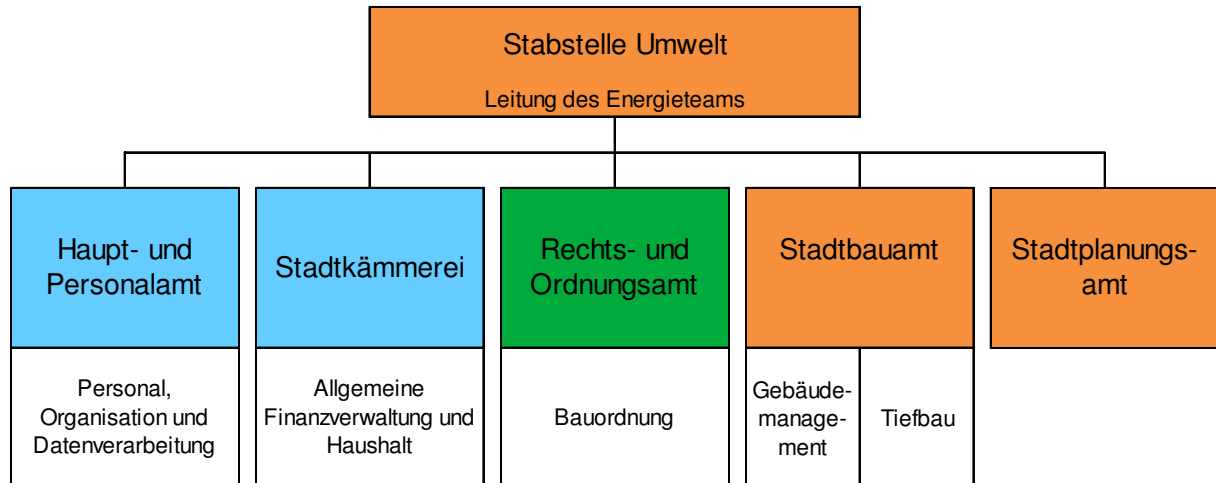 Stabstelle Umwelt
Leitung des Energieteams
Haupt- und
Personalamt
Stadtkämmerei
Rechts- und
Ordnungsamt
Stadtbauamt
Stadtplanungs-
amt
Personal,
Organisation und
Datenverarbeitung
Allgemeine
Finanzverwaltung und
Haushalt
Bauordnung
Gebäude-
manage-
ment
Tiefbau